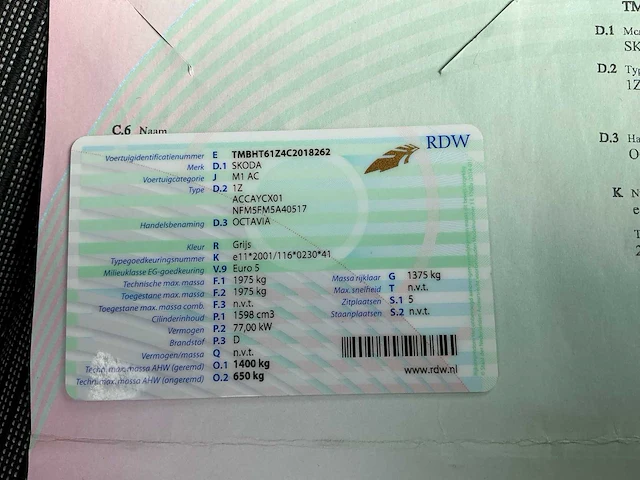 TM
D.1 Mer
SK
D.2 Typ
1Z
D.3 Ha
O
K N
e
T
2
C.6 Naam
RDW
Voertuigidentificatienummer E TMBHT61Z4C2018262
Merk D.1 SKODA
Voertuigcategorie J M1 AC
Type D.2 1Z
ACCAYCX01
NFM5FM5A40517
Handelsbenaming D.3 OCTAVIA
Kleur R Grijs
Typegoedkeuringsnummer K e11*2001/116*0230*41
Milieuklasse EG-goedkeuring V.9 Euro 5
Technische max. massa F.1 1975 kg
Toegestane max. massa F.2 1975 kg
Toegestane max. massa comb. F.3 n.v.t.
Cilinderinhoud P.1 1598 cm3
Vermogen P.2 77,00 kW
Brandstof P.3 D
Vermogen/massa Q n.v.t.
Techn. max. massa AHW (geremd) O.1 1400 kg
Techn. max. massa AHW (ongeremd) O.2 650 kg
Massa rijklaar G 1375 kg
Max. snelheid T n.v.t.
Zitplaatsen S.1 5
Staanplaatsen S.2 n.v.t.
www.rdw.nl